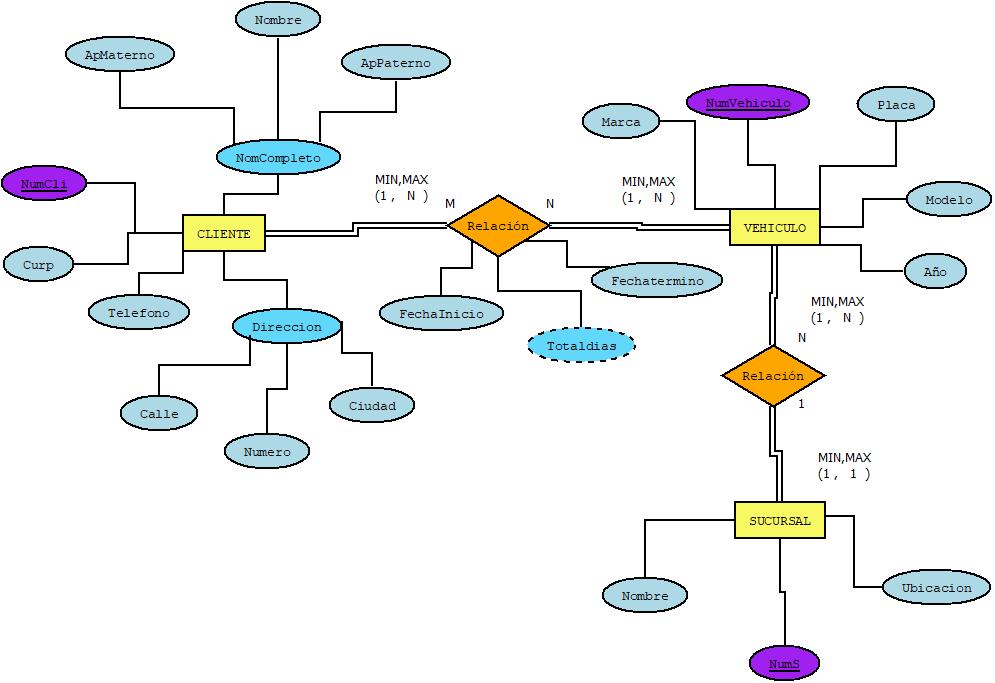 Nombre
ApMaterno
ApPaterno
NomCompleto
NumCli
CLIENTE
Curp
Telefono
Direccion
Calle
Numero
Ciudad
MIN,MAX
(1, N )
M
Relación
N
MIN,MAX
(1, N )
FechaInicio
Totaldias
Fechatermino
Marca
NumVehiculo
Placa
Modelo
VEHICULO
Año
MIN,MAX
(1, N )
N
Relación
1
MIN,MAX
(1, 1 )
SUCURSAL
Nombre
Ubicacion
NumS